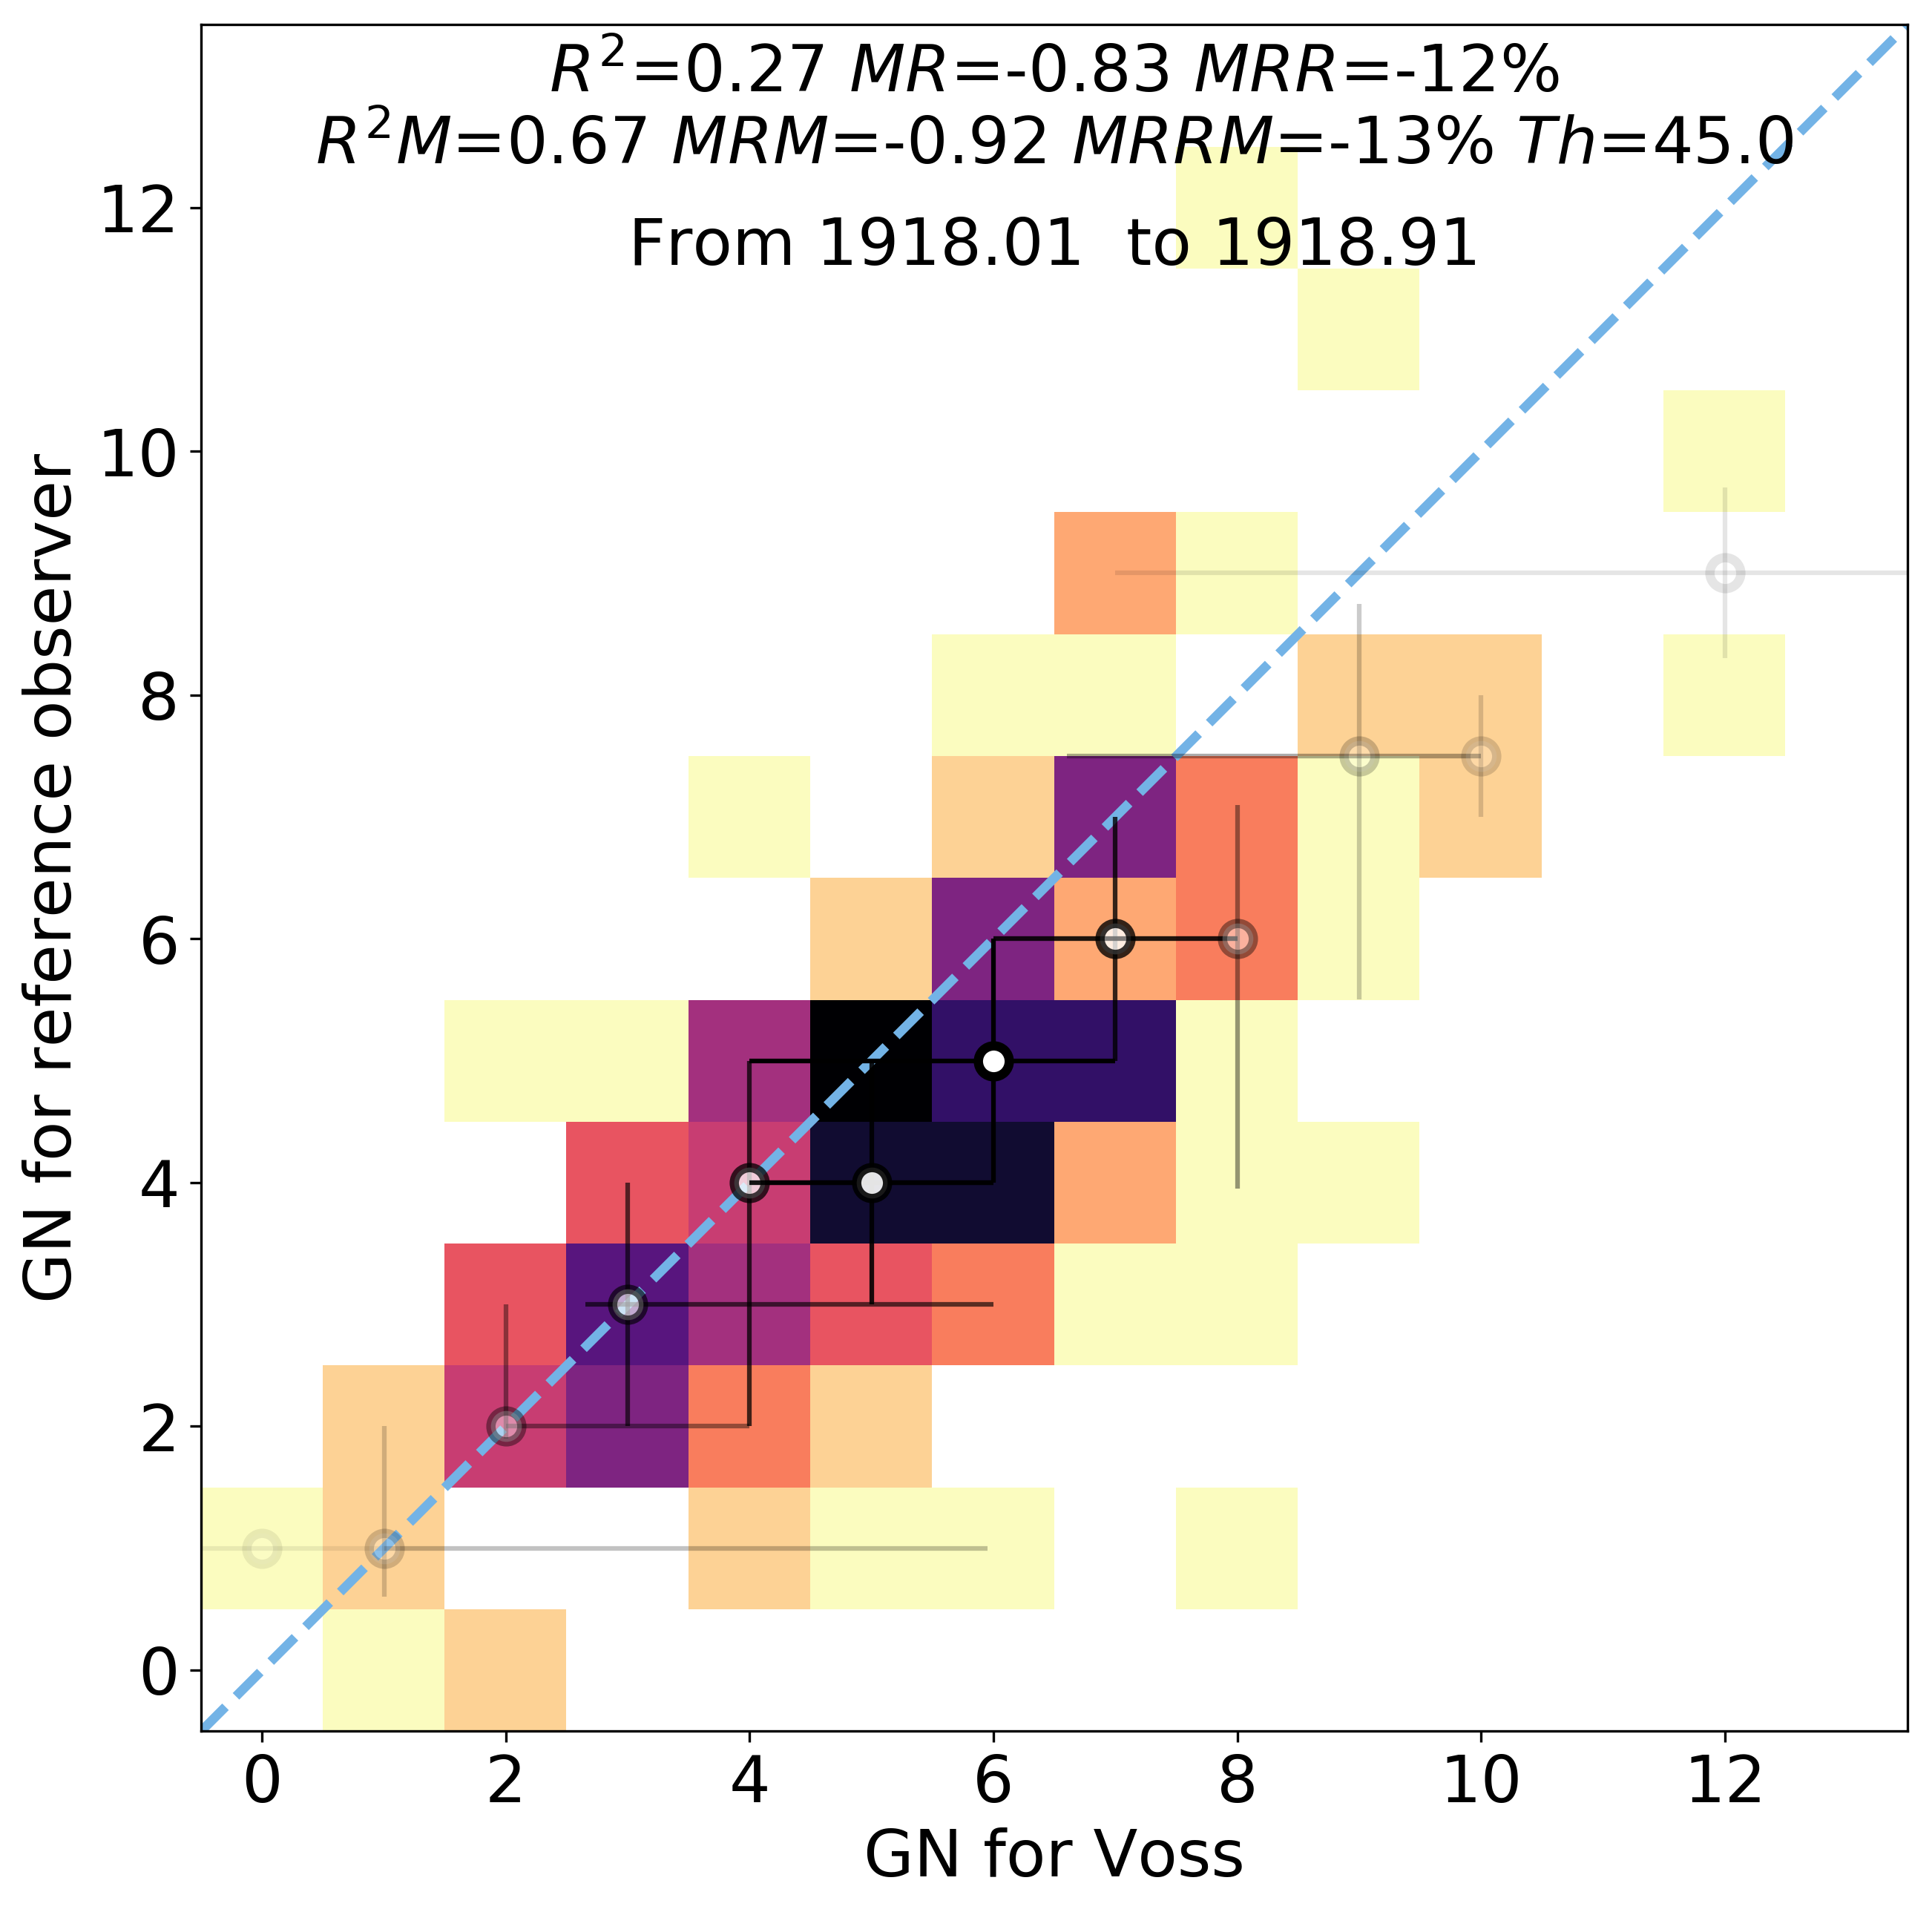 R²=0.27 MR=-0.83 MRR=-12%
R²M=0.67 MRM=-0.92 MRRM=-13% Th=45.0
From 1918.01  to 1918.91
12
10
8
6
4
2
0
GN for reference observer
0 2 4 6 8 10 12
GN for Voss